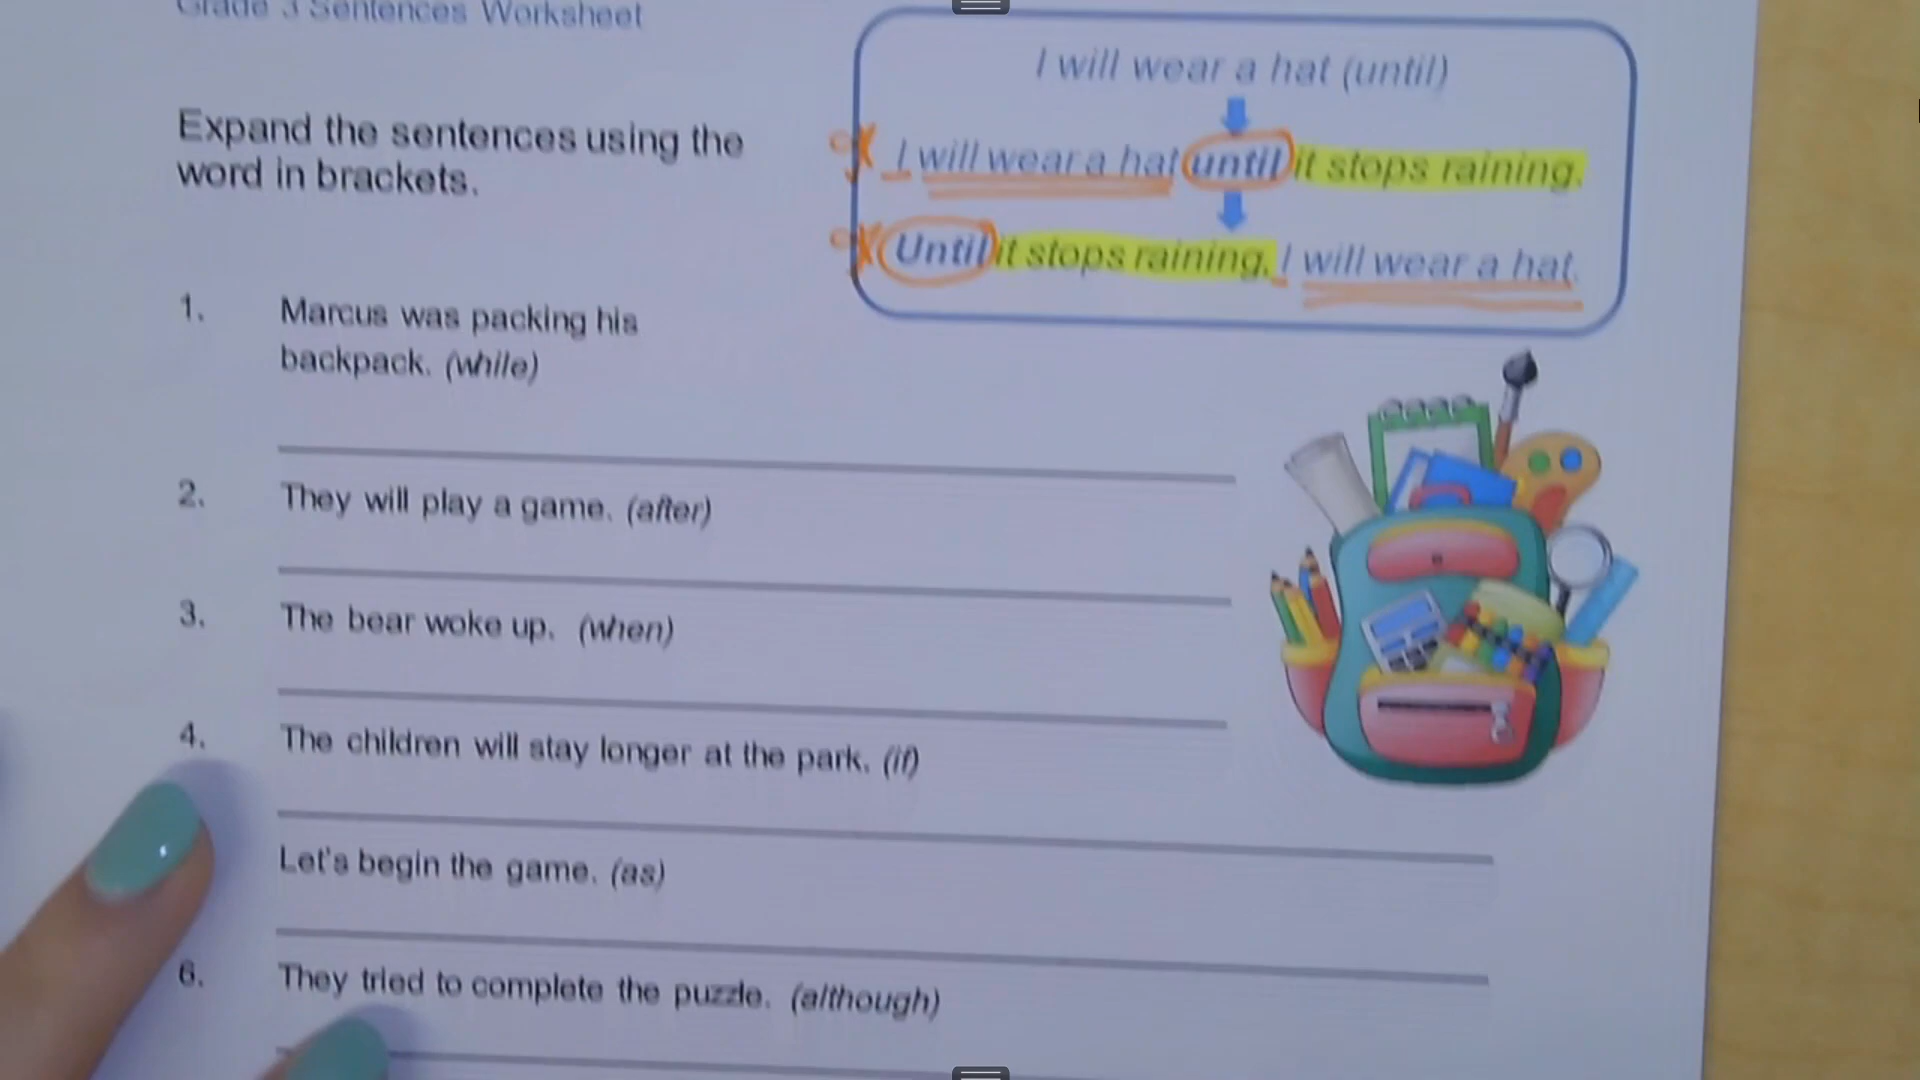 Grade 3 Sentences Worksheet
Expand the sentences using the
word in brackets.
I will wear a hat (until)
I will wear a hat until it stops raining.
Until it stops raining, I will wear a hat.
1. Marcus was packing his
backpack. (while)
2. They will play a game. (after)
3. The bear woke up. (when)
4. The children will stay longer at the park. (if)
Let's begin the game. (as)
6. They tried to complete the puzzle. (although)